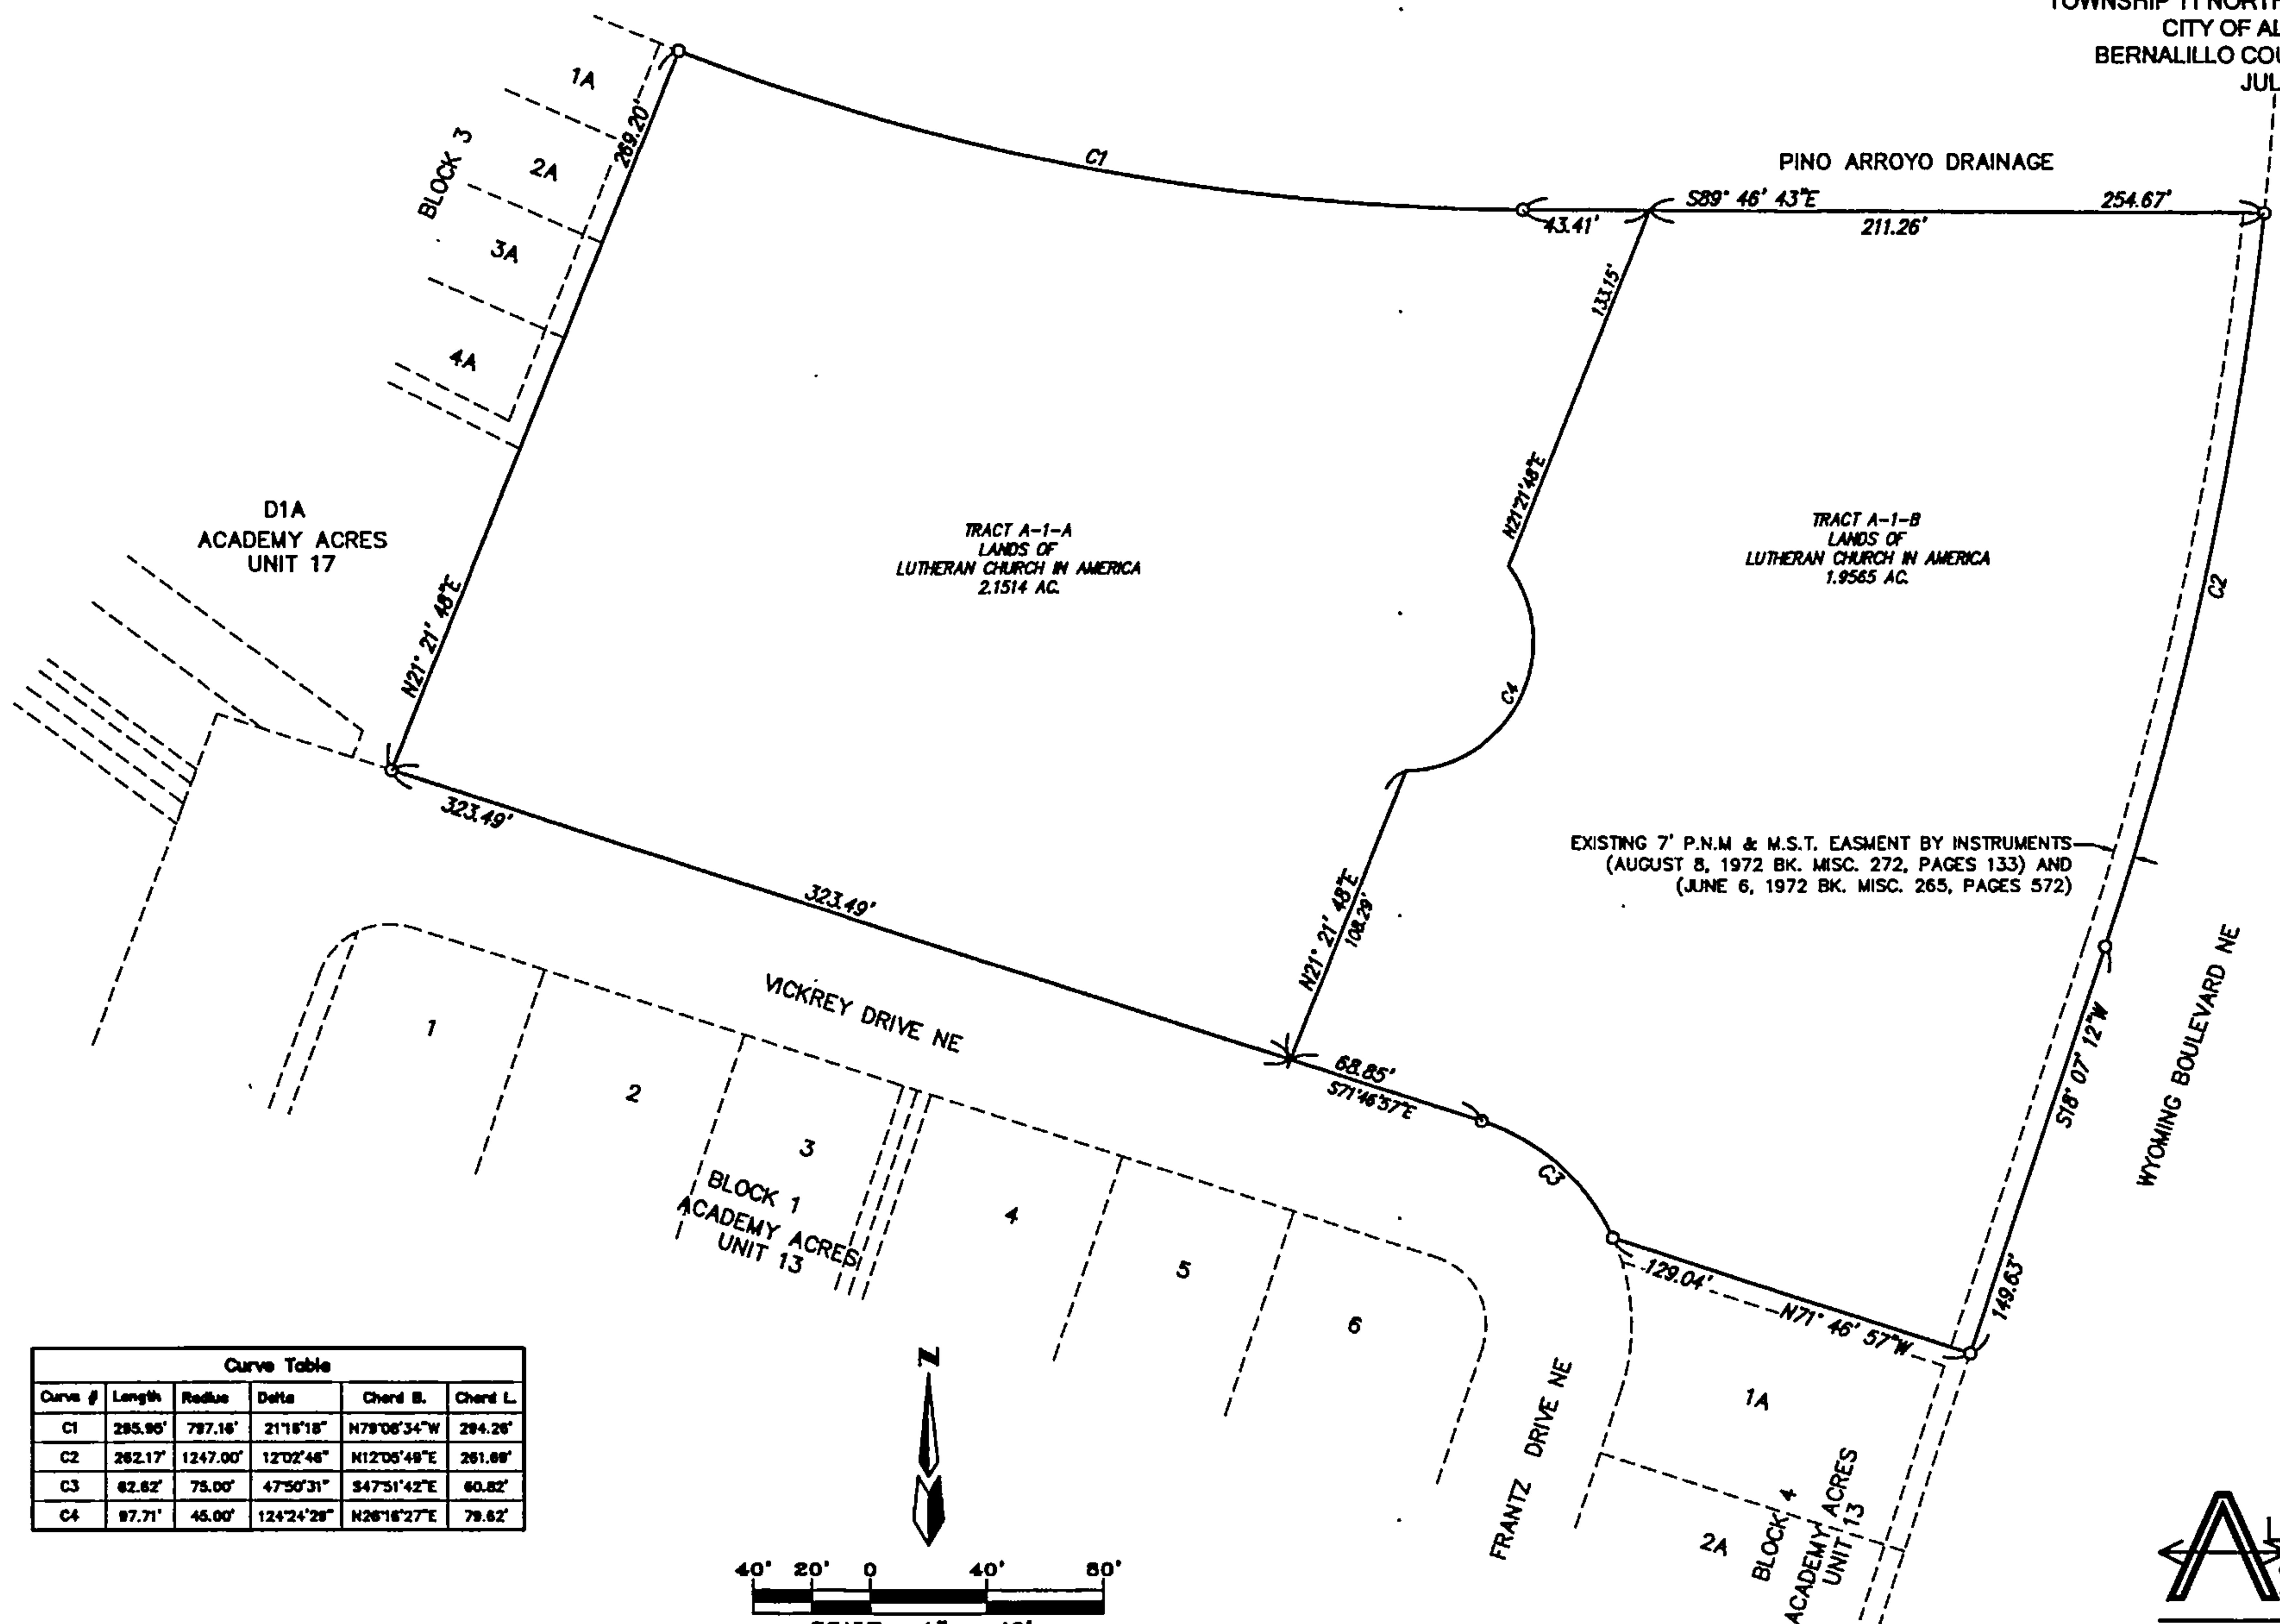 CITY OF AL
BERNALILLO COU
JUL
1A
2A
3A
4A
BLOCK 3
269.20'
N21° 21' 48"E
C1
PINO ARROYO DRAINAGE
S89° 46' 43"E
254.67'
43.41'
211.26'
133.15'
N21°21'48"E
C2
D1A
ACADEMY ACRES
UNIT 17
TRACT A-1-A
LANDS OF
LUTHERAN CHURCH IN AMERICA
2.1514 AC.
TRACT A-1-B
LANDS OF
LUTHERAN CHURCH IN AMERICA
1.9565 AC.
C4
323.49'
323.49'
N21° 21' 48"E
108.29'
EXISTING 7' P.N.M & M.S.T. EASMENT BY INSTRUMENTS
(AUGUST 8, 1972 BK. MISC. 272, PAGES 133) AND
(JUNE 6, 1972 BK. MISC. 265, PAGES 572)
VICKREY DRIVE NE
68.85'
S71°46'57"E
C3
S18° 07' 12"W
149.63'
WYOMING BOULEVARD NE
129.04'
N71° 46' 57"W
1
2
3
BLOCK 1
ACADEMY ACRES
UNIT 13
4
5
6
FRANTZ DRIVE NE
1A
2A
BLOCK 4
ACADEMY ACRES
UNIT 13
Curve Table
Curve # Length Radius Delta Chord B. Chord L.
C1 295.95' 797.16' 21°16'18" N79°06'34"W 294.26'
C2 262.17' 1247.00' 12°02'46" N12°05'49"E 261.69'
C3 62.62' 75.00' 47°50'31" S47°51'42"E 60.82'
C4 97.71' 45.00' 124°24'29" N26°16'27"E 79.62'
N
40' 20' 0 40' 80'